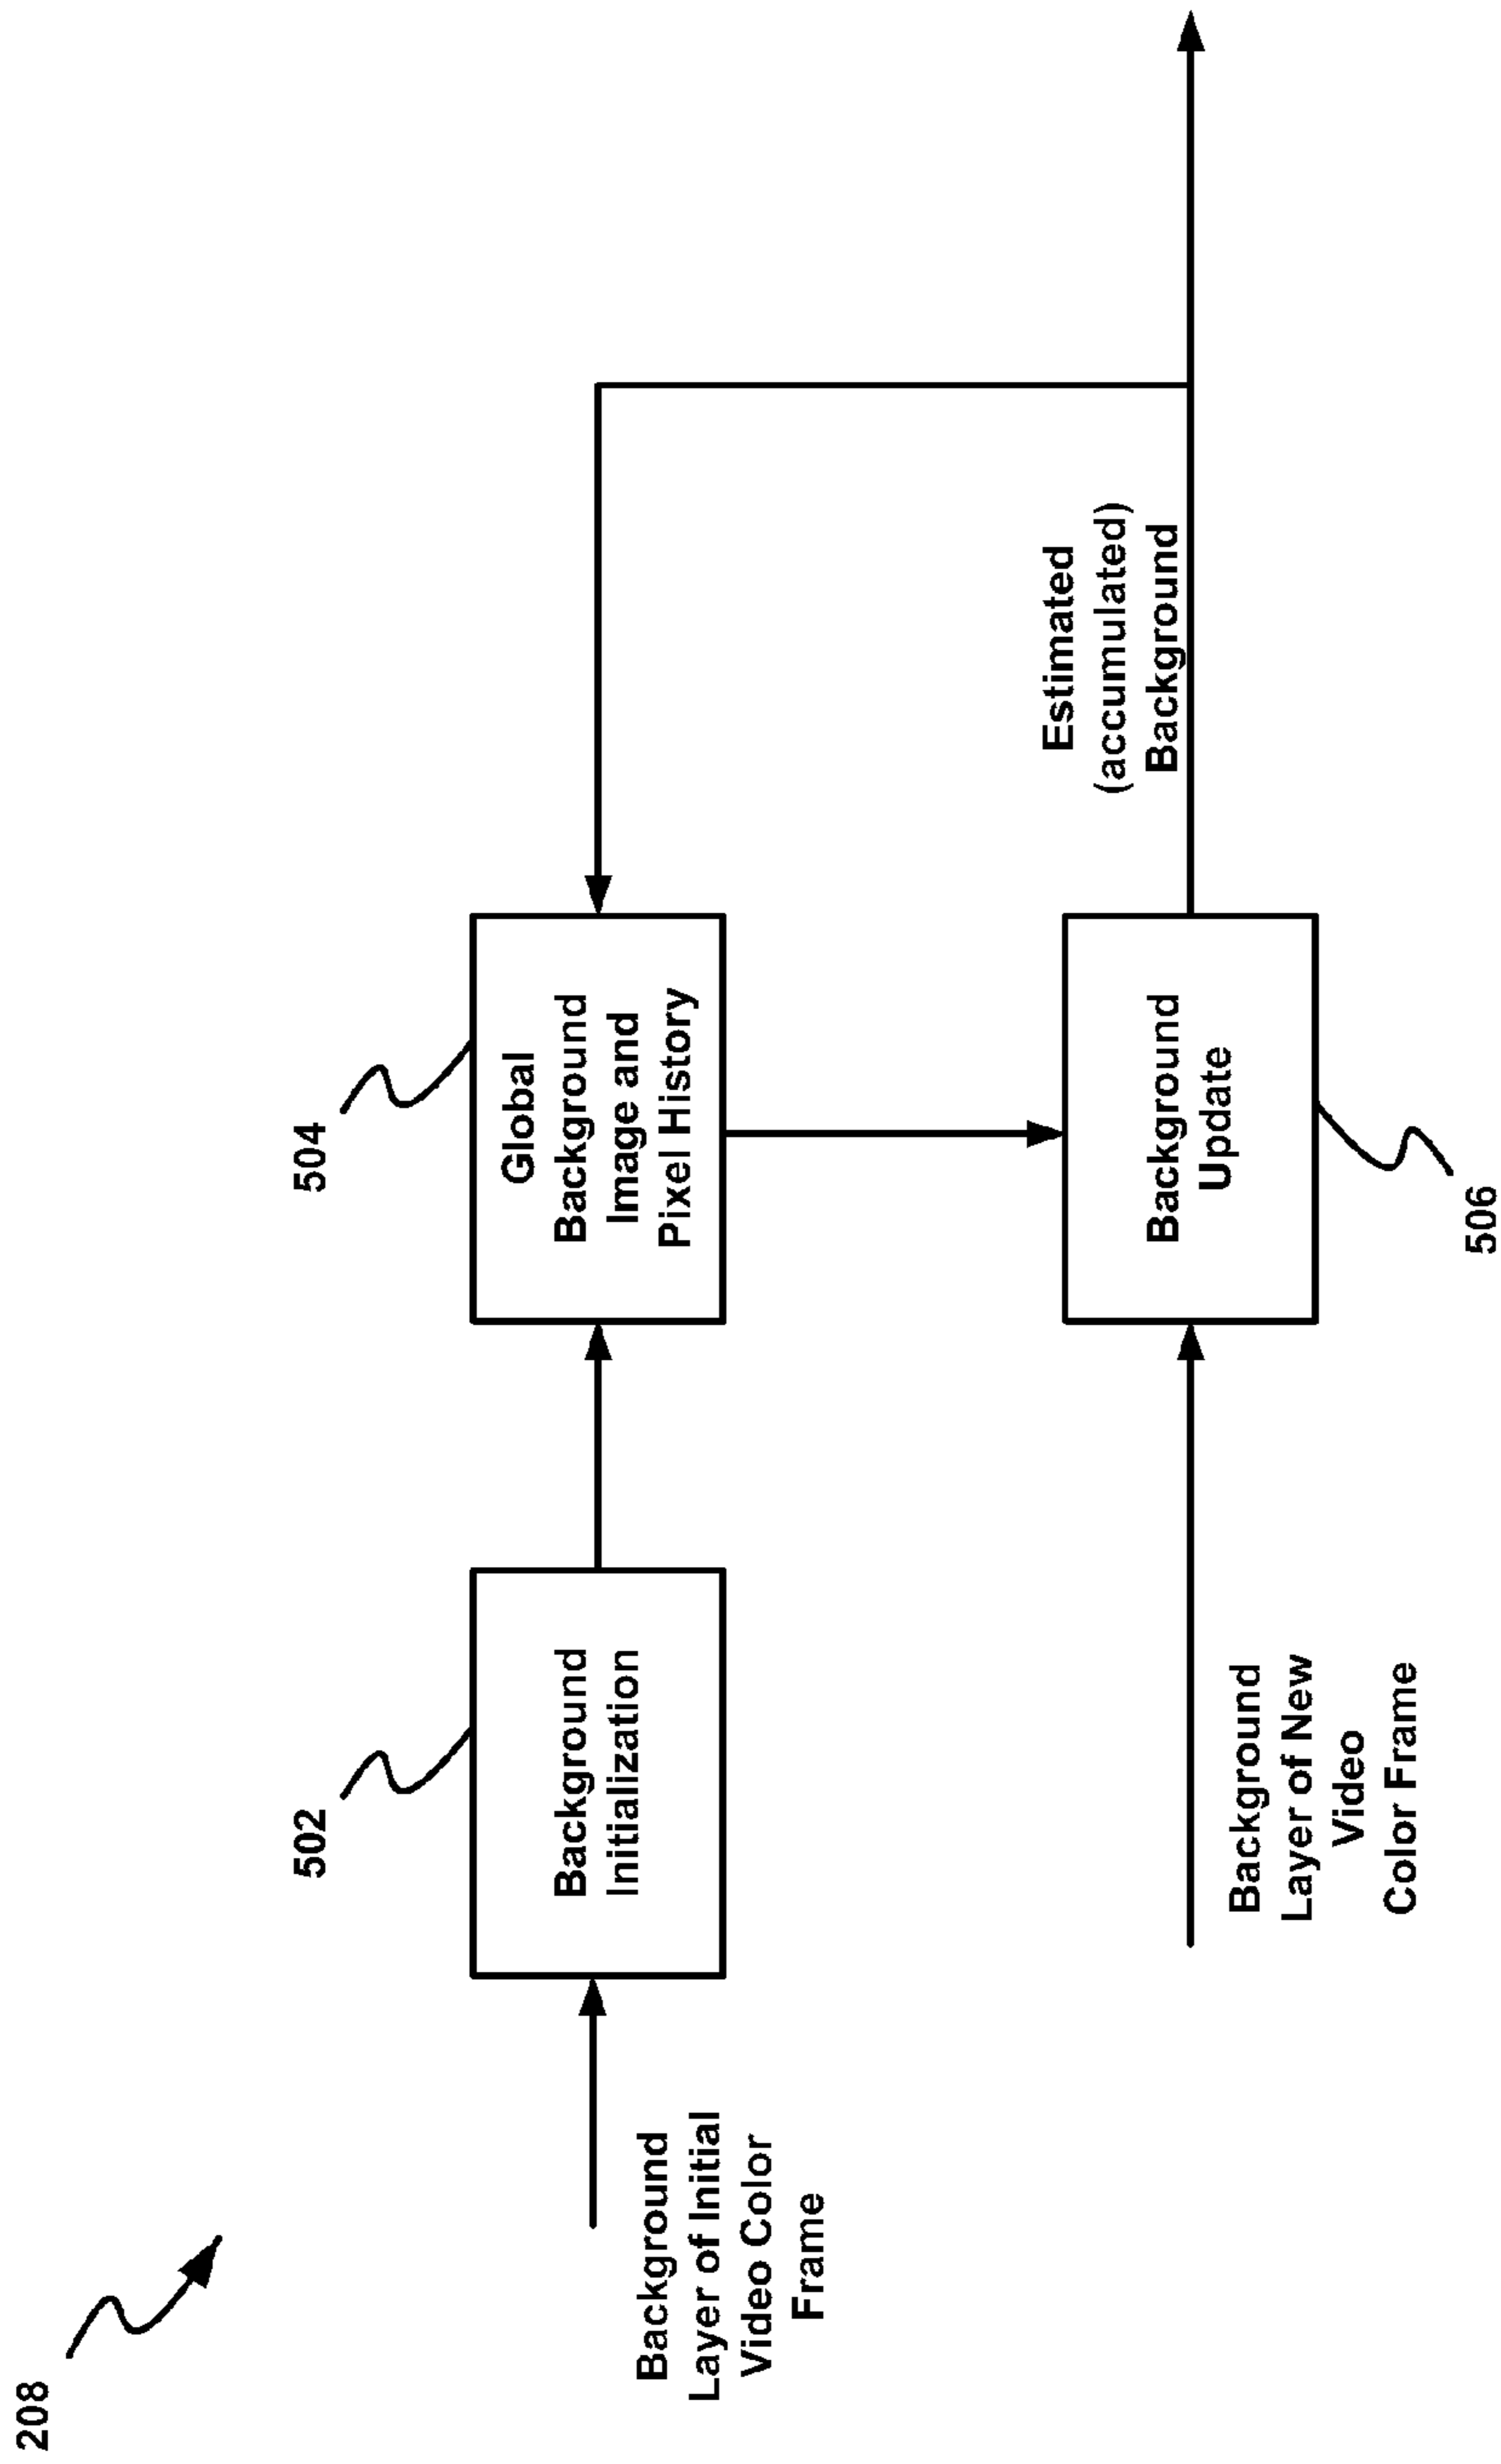 208
502
504
Background
Initialization
Global
Background
Image and
Pixel History
Background
Layer of Initial
Video Color
Frame
Estimated
(accumulated)
Background
Background
Update
Background
Layer of New
Video
Color Frame
506